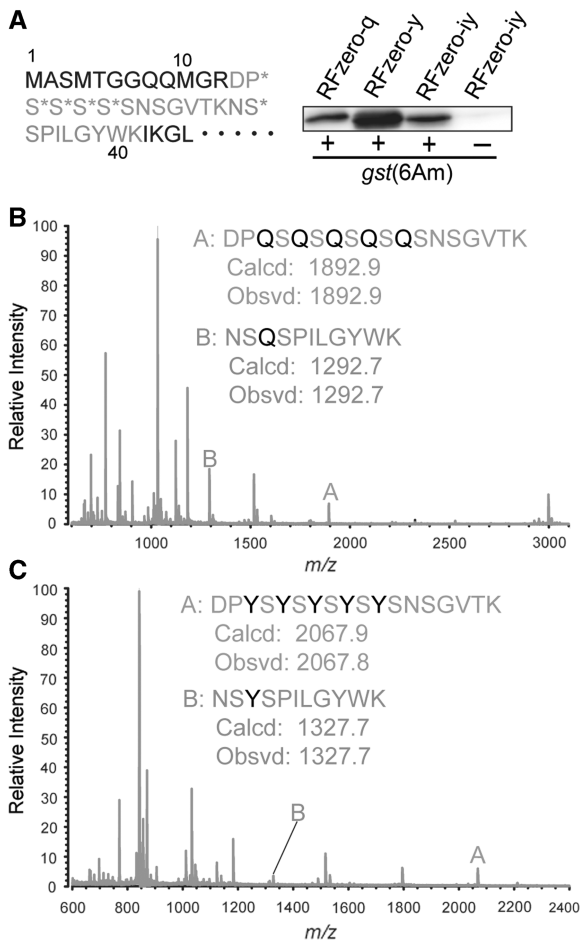 A
1
10
MASMTGGQQMGRDP*
S*S*S*S*SNSGVTKNS*
SPILGYWKIKGL • • • • •
40
RFzero-q
RFzero-y
RFzero-iy
RFzero-iy
+ + + −
gst(6Am)
B
A: DPQSQSQSQSQSNSGVTK
Calcd: 1892.9
Obsvd: 1892.9
B: NSQSPILGYWK
Calcd: 1292.7
Obsvd: 1292.7
Relative Intensity
100
90
80
70
60
50
40
30
20
10
0
B
A
1000 1500 2000 2500 3000
m/z
C
A: DPYSYSYSYSYSNSGVTK
Calcd: 2067.9
Obsvd: 2067.8
B: NSYSPILGYWK
Calcd: 1327.7
Obsvd: 1327.7
Relative Intensity
100
90
80
70
60
50
40
30
20
10
0
B
A
600 800 1000 1200 1400 1600 1800 2000 2200 2400
m/z